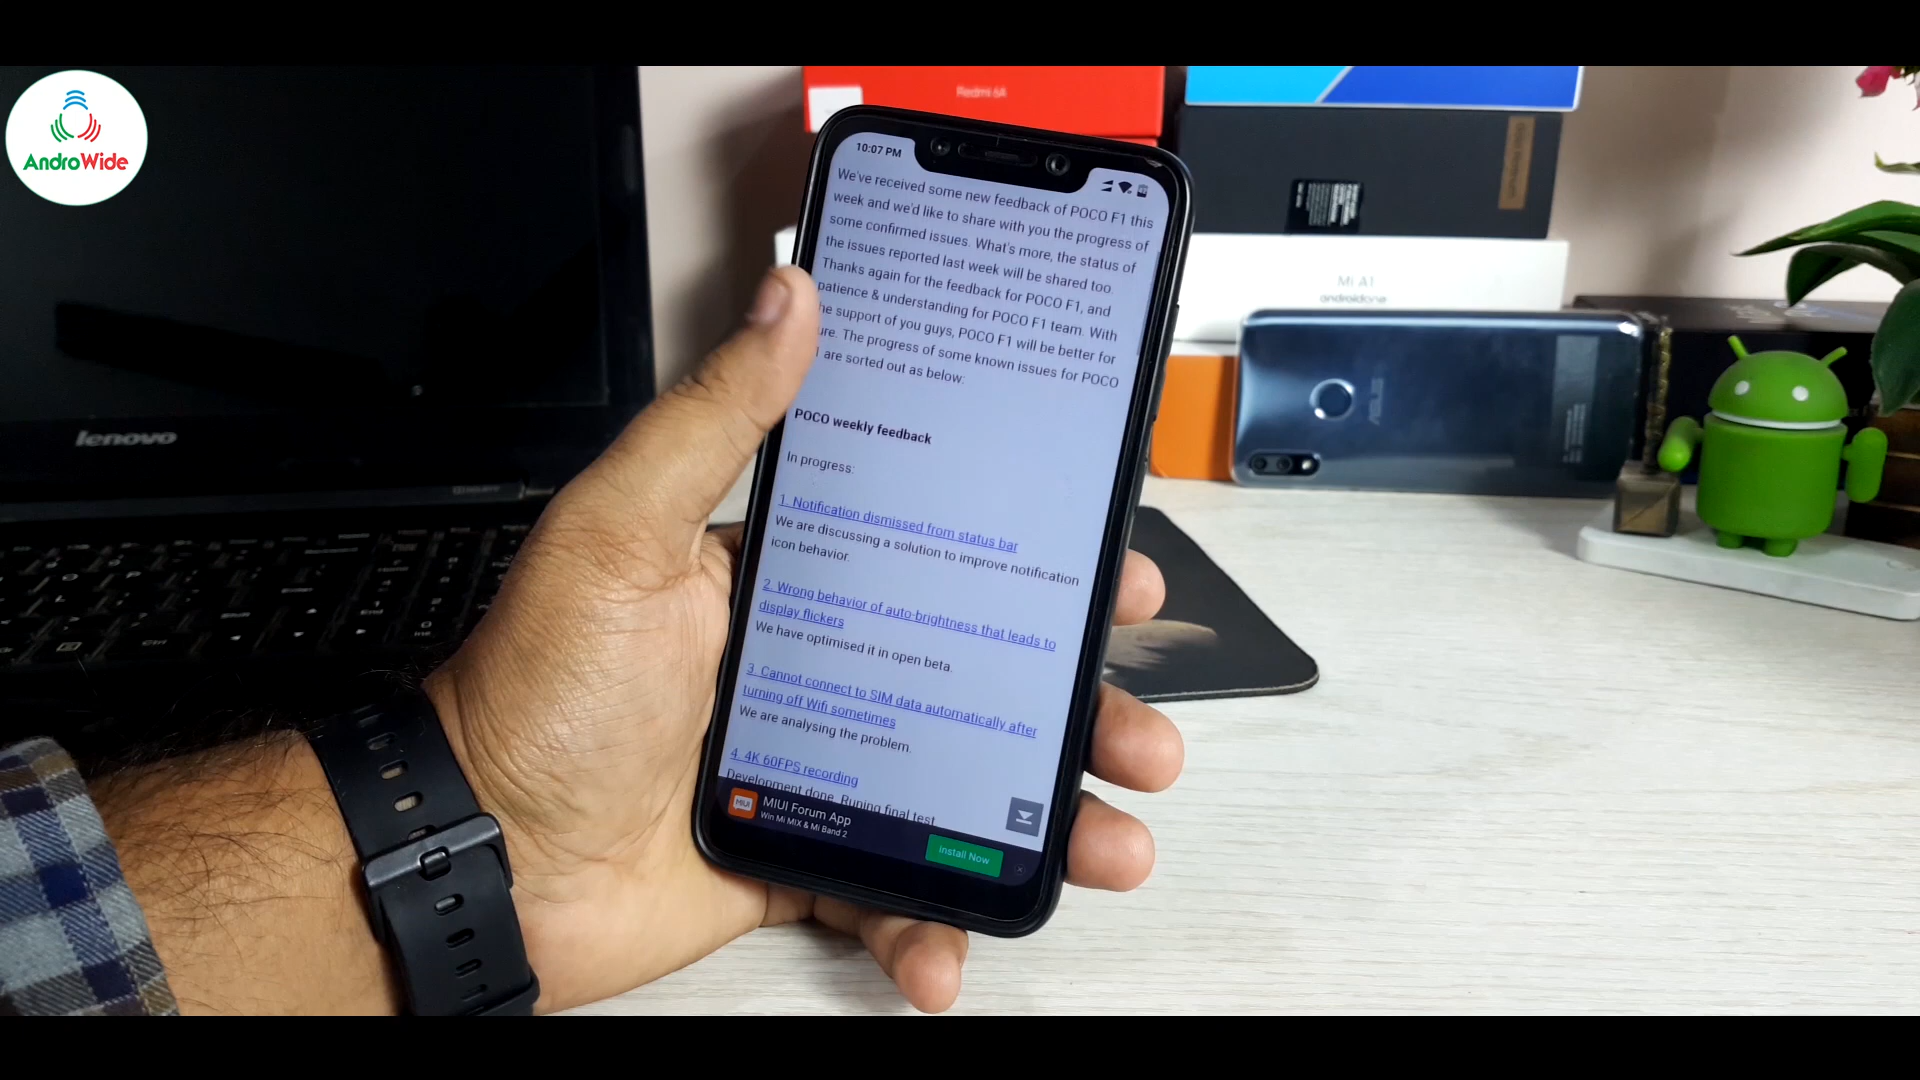 AndroWide
Redmi 6A
Mi A1
androidone
ASUS
lenovo
10:07 PM
We've received some new feedback of POCO F1 this
week and we'd like to share with you the progress of
some confirmed issues. What's more, the status of
the issues reported last week will be shared too.
Thanks again for the feedback for POCO F1, and
patience & understanding for POCO F1 team. With
he support of you guys, POCO F1 will be better for
ure. The progress of some known issues for POCO
1 are sorted out as below:
POCO weekly feedback
In progress:
1. Notification dismissed from status bar
We are discussing a solution to improve notification
icon behavior.
2. Wrong behavior of auto-brightness that leads to
display flickers
We have optimised it in open beta.
3. Cannot connect to SIM data automatically after
turning off Wifi sometimes
We are analysing the problem.
4. 4K 60FPS recording
Development done. Runing final test
MIUI
MIUI Forum App
Win Mi MIX & Mi Band 2
Install Now